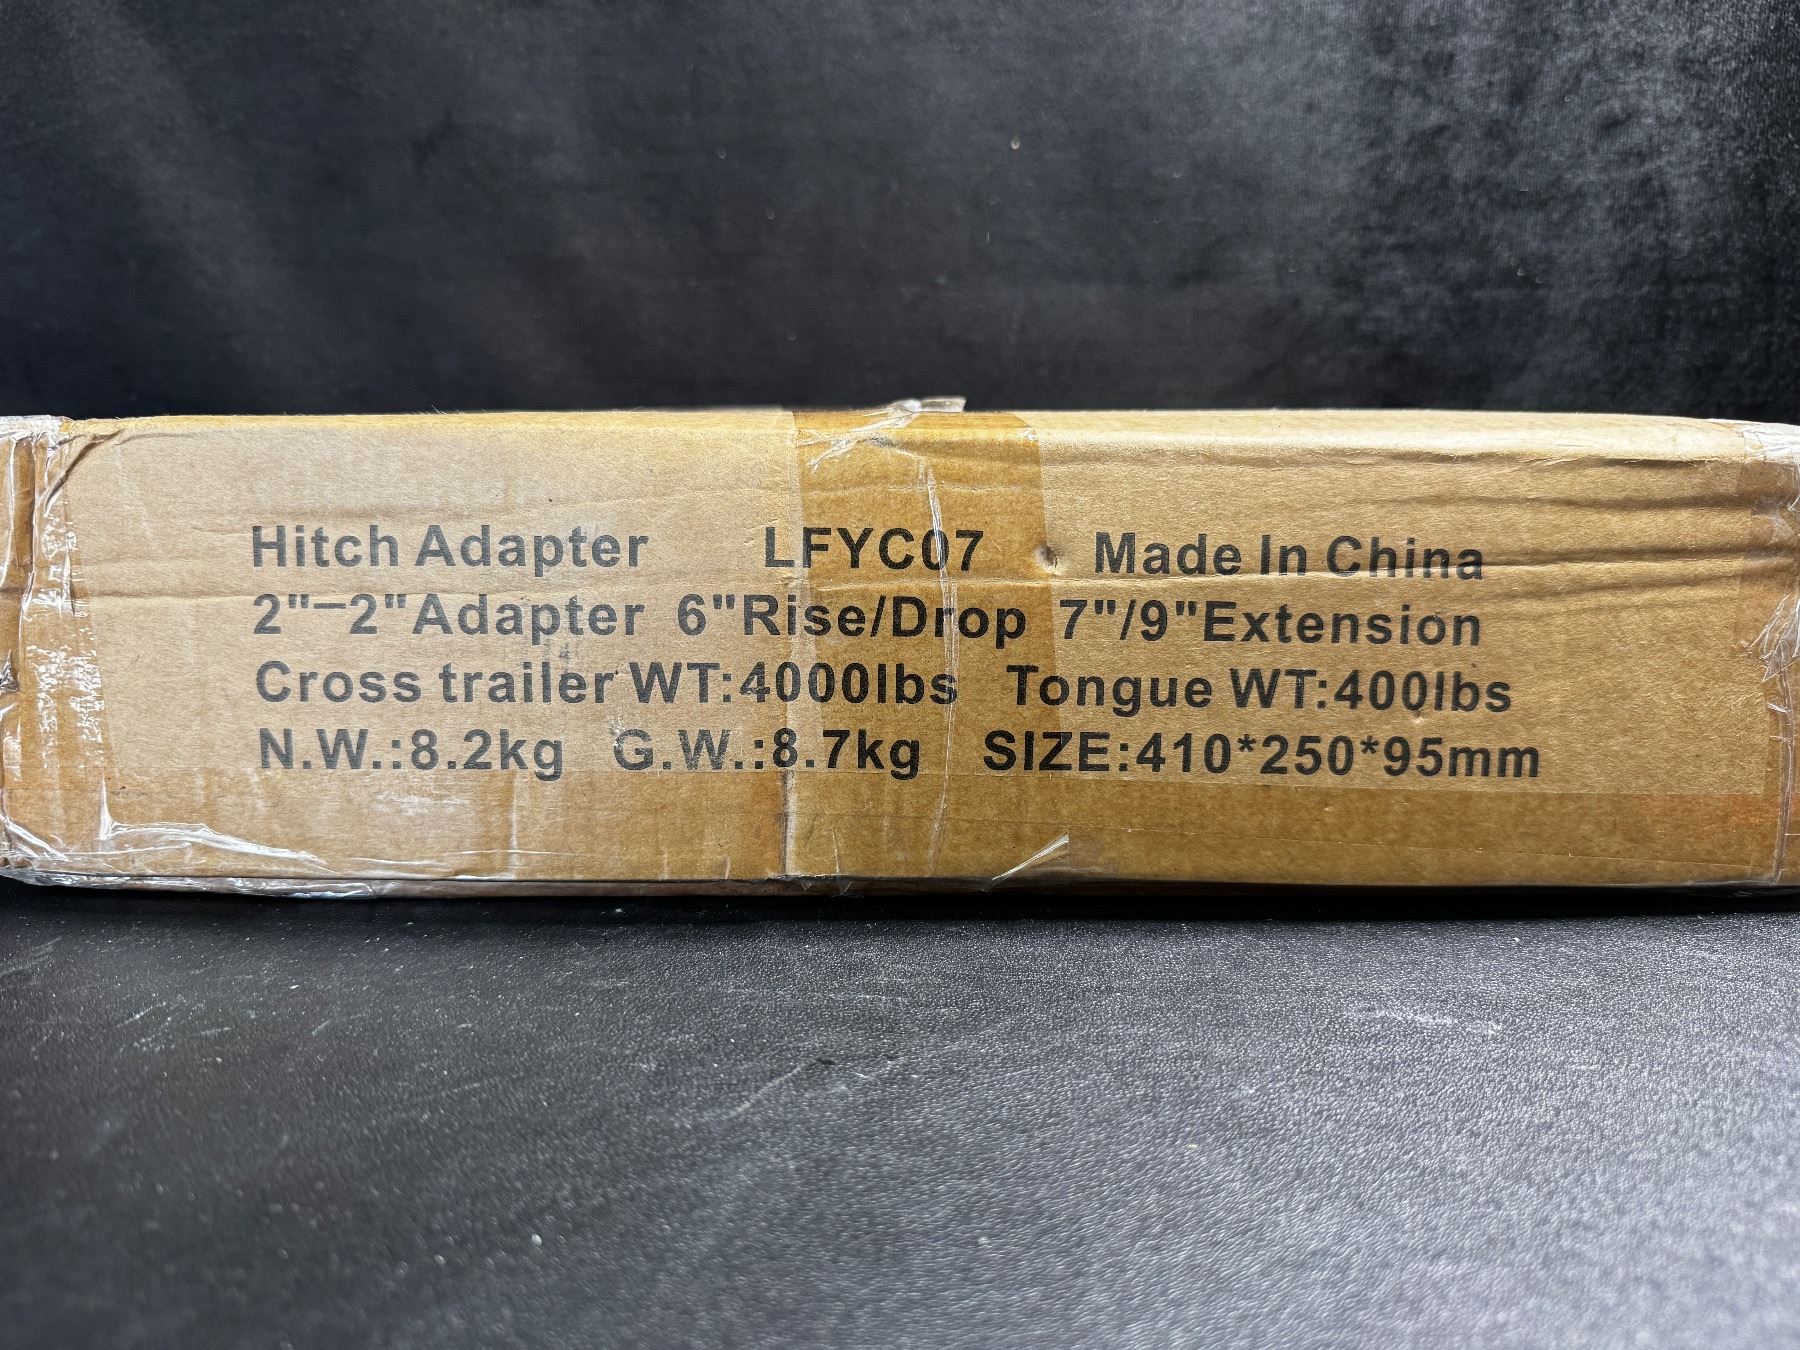 Hitch Adapter LFYC07 Made In China
2"-2"Adapter 6"Rise/Drop 7"/9"Extension
Cross trailer WT:4000lbs Tongue WT:400lbs
N.W.:8.2kg G.W.:8.7kg SIZE:410*250*95mm